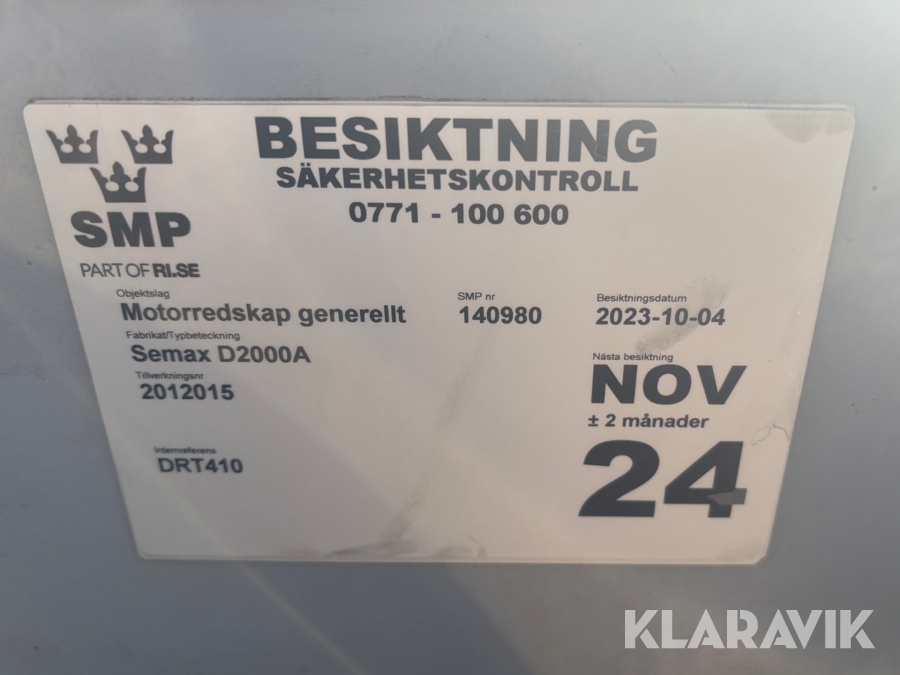 BESIKTNING
SÄKERHETSKONTROLL
0771 - 100 600
SMP
PART OF RI.SE
Objektslag
Motorredskap generellt
SMP nr
140980
Besiktningsdatum
2023-10-04
Fabrikat/Typbeteckning
Semax D2000A
Tillverkningsnr
2012015
Nästa besiktning
NOV
± 2 månader
24
Internreferens
DRT410
KLARAVIK